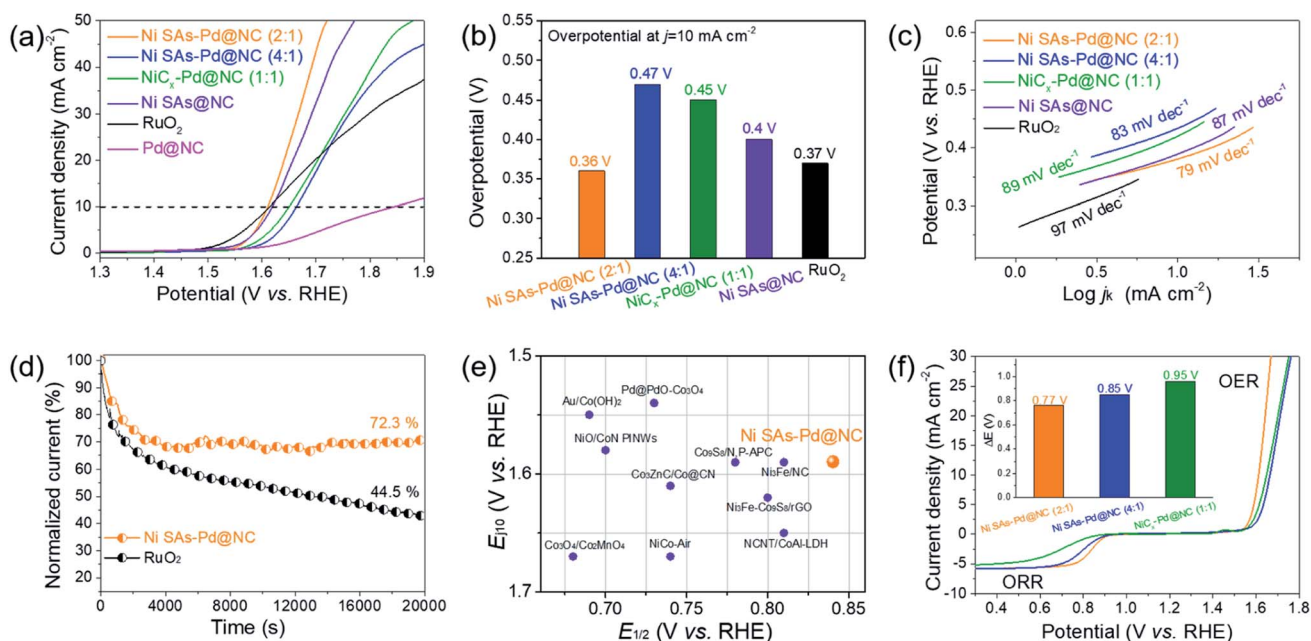 (a)
Ni SAs-Pd@NC (2:1)
Ni SAs-Pd@NC (4:1)
NiCₓ-Pd@NC (1:1)
Ni SAs@NC
RuO₂
Pd@NC
Current density (mA cm⁻²)
50
40
30
20
10
0
1.3 1.4 1.5 1.6 1.7 1.8 1.9
Potential (V vs. RHE)
(b)
Overpotential at j=10 mA cm⁻²
Overpotential (V)
0.55
0.50
0.45
0.40
0.35
0.30
0.25
0.36 V
0.47 V
0.45 V
0.4 V
0.37 V
Ni SAs-Pd@NC (2:1)
Ni SAs-Pd@NC (4:1)
NiCₓ-Pd@NC (1:1)
Ni SAs@NC
RuO₂
(c)
Ni SAs-Pd@NC (2:1)
Ni SAs-Pd@NC (4:1)
NiCₓ-Pd@NC (1:1)
Ni SAs@NC
RuO₂
Potential (V vs. RHE)
0.6
0.5
0.4
0.3
83 mV dec⁻¹
87 mV dec⁻¹
89 mV dec⁻¹
79 mV dec⁻¹
97 mV dec⁻¹
0.0 0.5 1.0 1.5
Log jₖ (mA cm⁻²)
(d)
Normalized current (%)
100
90
80
70
60
50
40
30
20
72.3 %
44.5 %
Ni SAs-Pd@NC
RuO₂
0 4000 8000 12000 16000 20000
Time (s)
(e)
Eⱼ₁₀ (V vs. RHE)
1.5
1.6
1.7
Pd@PdO-Co₃O₄
Au/Co(OH)₂
NiO/CoN PINWs
Ni SAs-Pd@NC
Co₉S₈/N,P-APC
Co₃ZnC/Co@CN
Ni₃Fe/NC
Ni₃Fe-Co₉S₈/rGO
Co₃O₄/Co₂MnO₄
NiCo-Air
NCNT/CoAl-LDH
0.70 0.75 0.80 0.85
E₁/₂ (V vs. RHE)
(f)
Current density (mA cm⁻²)
30
25
20
15
10
5
0
-5
-10
ΔE (V)
1.0
0.8
0.6
0.4
0.2
0.0
0.77 V
0.85 V
0.95 V
Ni SAs-Pd@NC (2:1)
Ni SAs-Pd@NC (4:1)
NiCₓ-Pd@NC (1:1)
OER
ORR
0.4 0.6 0.8 1.0 1.2 1.4 1.6 1.8
Potential (V vs. RHE)